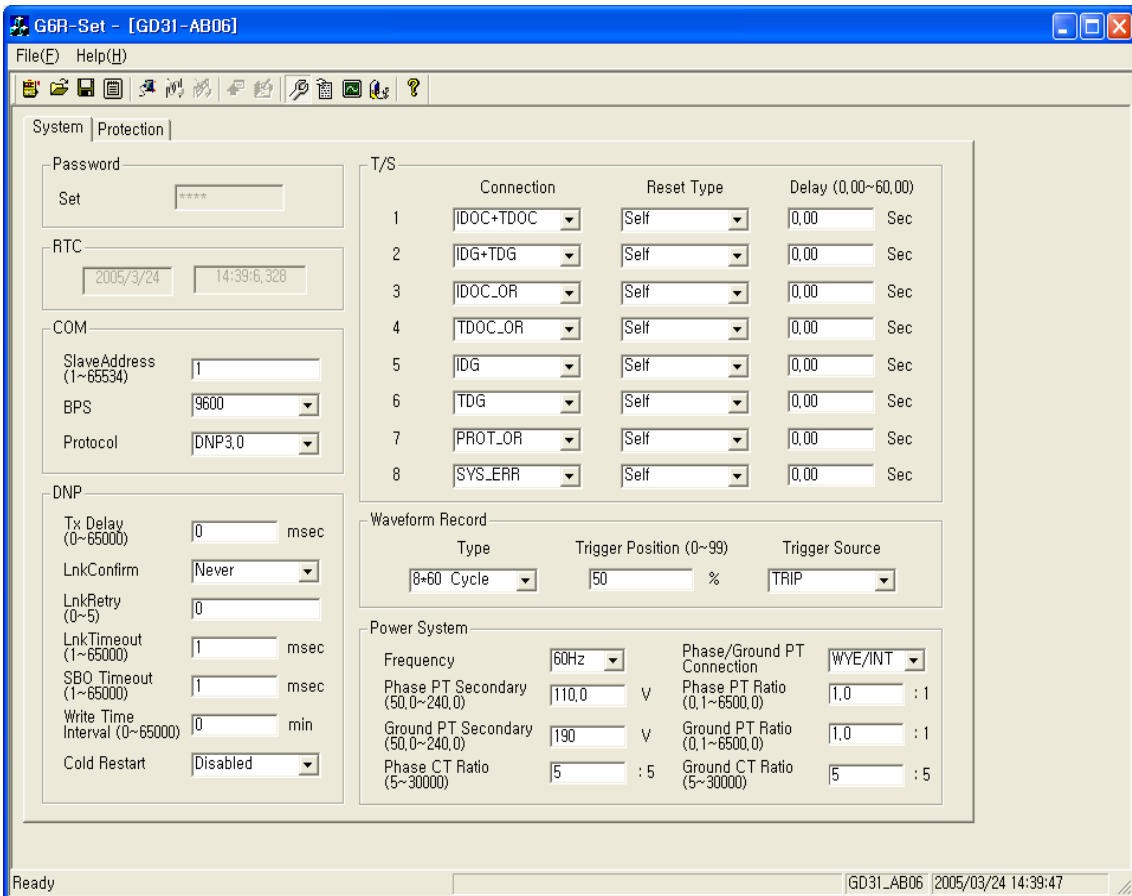 G6R-Set - [GD31-AB06]
File(F) Help(H)
System Protection
Password
Set ****
RTC
2005/3/24 14:39:6,328
COM
SlaveAddress
(1~65534)
1
BPS 9600
Protocol DNP3,0
DNP
Tx Delay
(0~65000)
0 msec
LnkConfirm Never
LnkRetry
(0~5)
0
LnkTimeout
(1~65000)
1 msec
SBO Timeout
(1~65000)
1 msec
Write Time
Interval (0~65000)
0 min
Cold Restart Disabled
T/S
Connection Reset Type Delay (0,00~60,00)
1 IDOC+TDOC Self 0,00 Sec
2 IDG+TDG Self 0,00 Sec
3 IDOC_OR Self 0,00 Sec
4 TDOC_OR Self 0,00 Sec
5 IDG Self 0,00 Sec
6 TDG Self 0,00 Sec
7 PROT_OR Self 0,00 Sec
8 SYS_ERR Self 0,00 Sec
Waveform Record
Type Trigger Position (0~99) Trigger Source
8*60 Cycle 50 % TRIP
Power System
Frequency 60Hz
Phase/Ground PT
Connection
WYE/INT
Phase PT Secondary
(50,0~240,0)
110,0 V
Phase PT Ratio
(0,1~6500,0)
1,0 : 1
Ground PT Secondary
(50,0~240,0)
190 V
Ground PT Ratio
(0,1~6500,0)
1,0 : 1
Phase CT Ratio
(5~30000)
5 : 5
Ground CT Ratio
(5~30000)
5 : 5
Ready GD31_AB06 2005/03/24 14:39:47